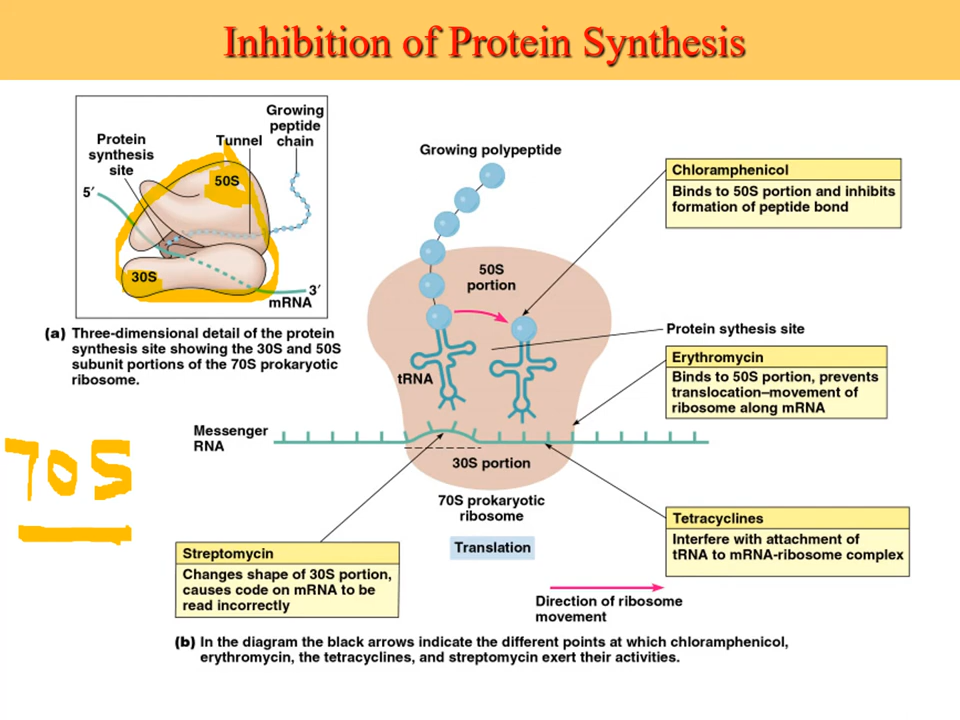 Inhibition of Protein Synthesis
Growing
peptide
chain
Protein
synthesis
site
Tunnel
50S
5′
30S
3′
mRNA
(a) Three-dimensional detail of the protein
synthesis site showing the 30S and 50S
subunit portions of the 70S prokaryotic
ribosome.
70S
Growing polypeptide
50S
portion
Chloramphenicol
Binds to 50S portion and inhibits
formation of peptide bond
Protein sythesis site
tRNA
Erythromycin
Binds to 50S portion, prevents
translocation–movement of
ribosome along mRNA
Messenger
RNA
30S portion
70S prokaryotic
ribosome
Translation
Tetracyclines
Interfere with attachment of
tRNA to mRNA-ribosome complex
Streptomycin
Changes shape of 30S portion,
causes code on mRNA to be
read incorrectly
Direction of ribosome
movement
(b) In the diagram the black arrows indicate the different points at which chloramphenicol,
erythromycin, the tetracyclines, and streptomycin exert their activities.